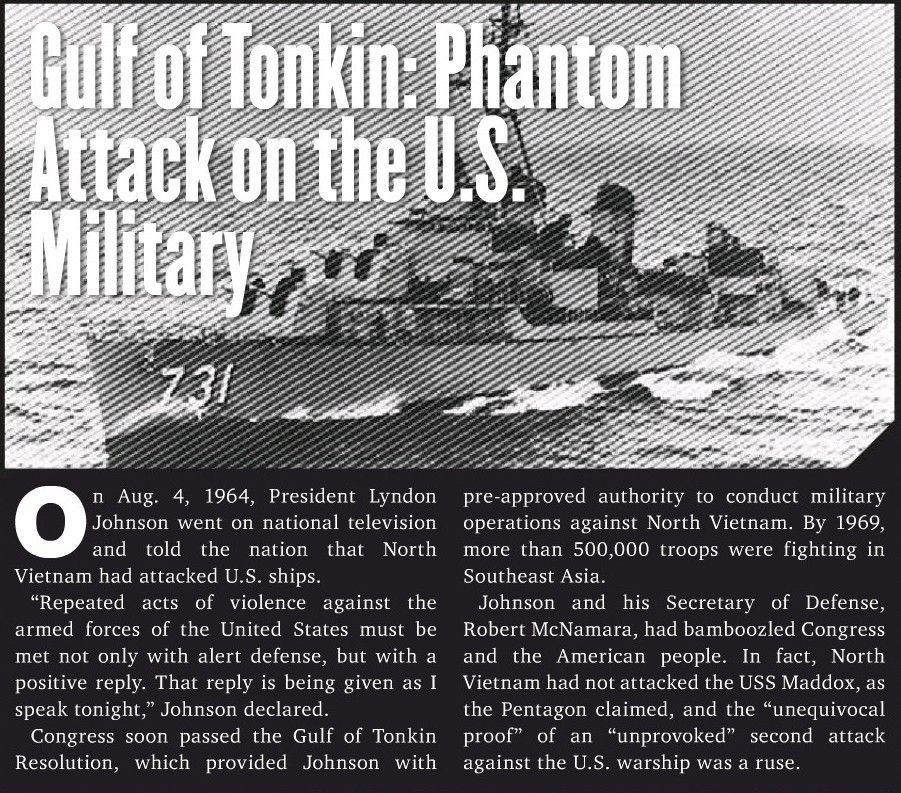 Gulf of Tonkin: Phantom
Attack on the U.S.
Military
731
On Aug. 4, 1964, President Lyndon
Johnson went on national television
and told the nation that North
Vietnam had attacked U.S. ships.
“Repeated acts of violence against the
armed forces of the United States must be
met not only with alert defense, but with a
positive reply. That reply is being given as I
speak tonight,” Johnson declared.
Congress soon passed the Gulf of Tonkin
Resolution, which provided Johnson with
pre-approved authority to conduct military
operations against North Vietnam. By 1969,
more than 500,000 troops were fighting in
Southeast Asia.
Johnson and his Secretary of Defense,
Robert McNamara, had bamboozled Congress
and the American people. In fact, North
Vietnam had not attacked the USS Maddox, as
the Pentagon claimed, and the “unequivocal
proof” of an “unprovoked” second attack
against the U.S. warship was a ruse.